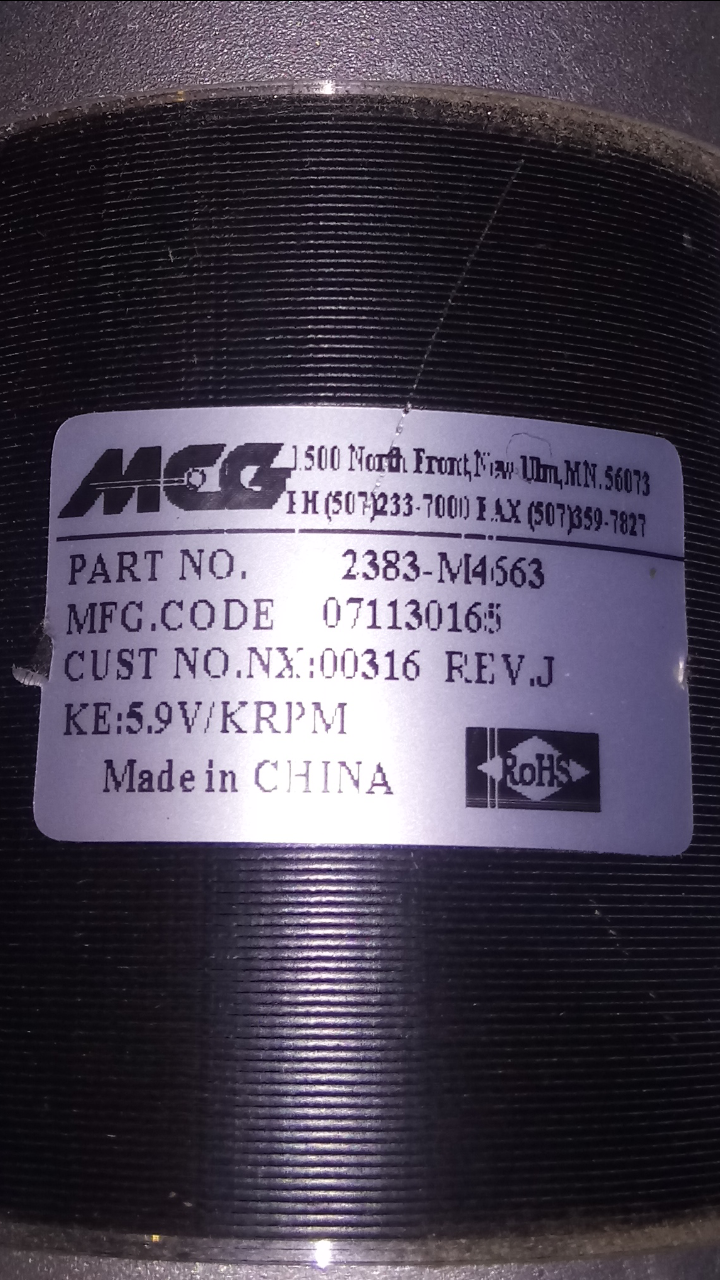 MCG
1500 North Front,New Ulm,MN.56073
PH (507)233-7000 FAX (507)359-7827
PART NO. 2383-M4563
MFG.CODE 071130165
CUST NO.NX:00316 REV.J
KE:5.9V/KRPM
Made in CHINA
RoHS